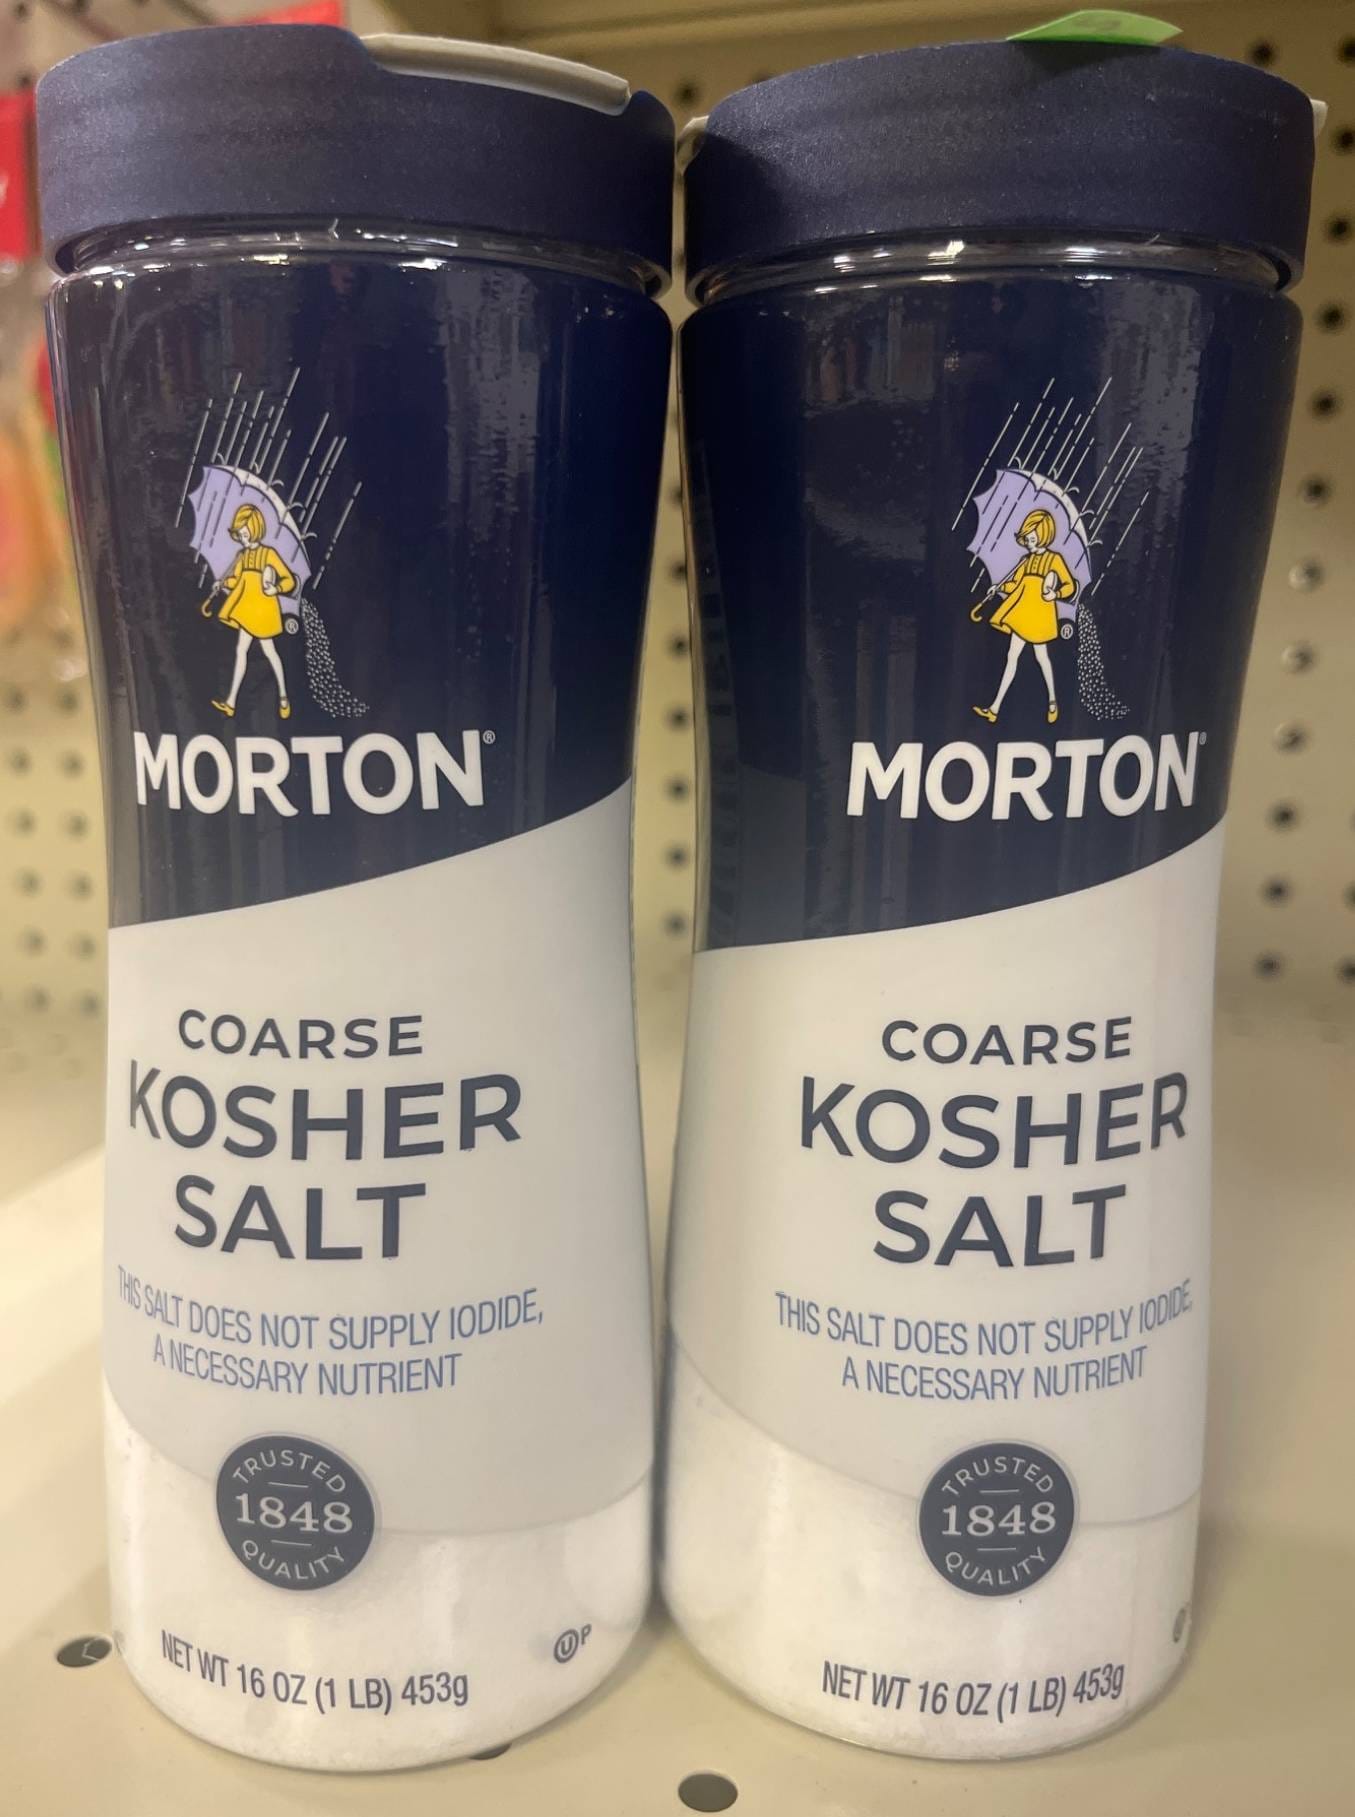 MORTON®
COARSE
KOSHER
SALT
THIS SALT DOES NOT SUPPLY IODIDE,
A NECESSARY NUTRIENT
TRUSTED
1848
QUALITY
NET WT 16 OZ (1 LB) 453g
Ⓤ P
MORTON®
COARSE
KOSHER
SALT
THIS SALT DOES NOT SUPPLY IODIDE,
A NECESSARY NUTRIENT
TRUSTED
1848
QUALITY
NET WT 16 OZ (1 LB) 453g